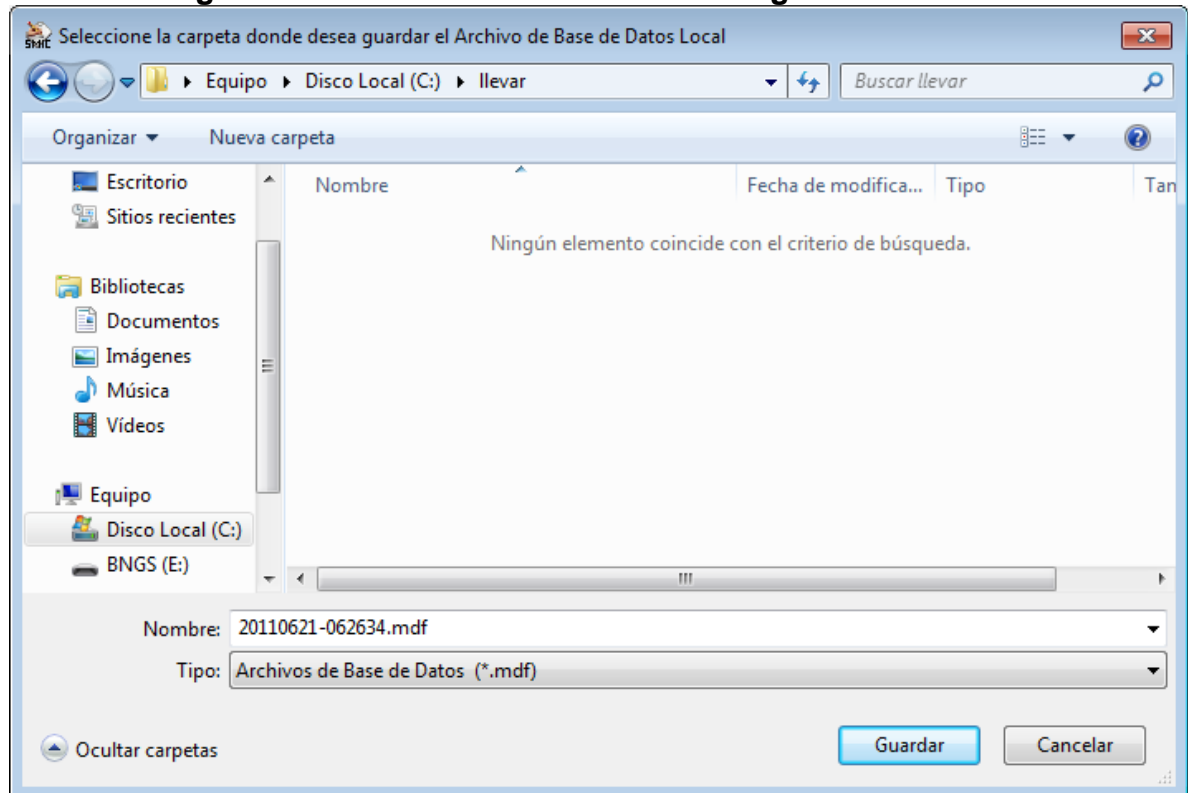 SMIC Seleccione la carpeta donde desea guardar el Archivo de Base de Datos Local
Equipo Disco Local (C:) llevar Buscar llevar
Organizar Nueva carpeta
Nombre Fecha de modifica... Tipo Tam
Escritorio
Sitios recientes
Ningún elemento coincide con el criterio de búsqueda.
Bibliotecas
Documentos
Imágenes
Música
Vídeos
Equipo
Disco Local (C:)
BNGS (E:)
Nombre: 20110621-062634.mdf
Tipo: Archivos de Base de Datos (*.mdf)
Ocultar carpetas Guardar Cancelar